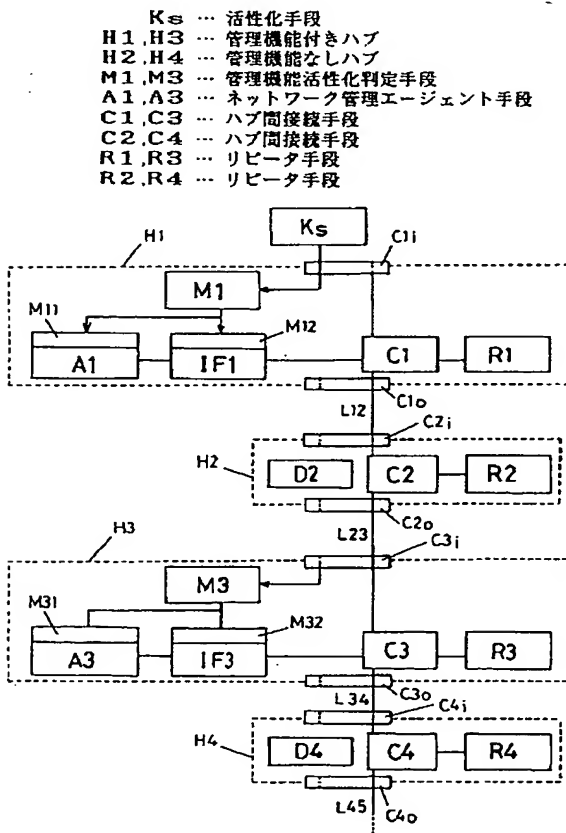 Ks … 活性化手段
H1,H3 … 管理機能付きハブ
H2,H4 … 管理機能なしハブ
M1,M3 … 管理機能活性化判定手段
A1,A3 … ネットワーク管理エージェント手段
C1,C3 … ハブ間接続手段
C2,C4 … ハブ間接続手段
R1,R3 … リピータ手段
R2,R4 … リピータ手段
Ks
H1
C1i
M1
M11
M12
A1
IF1
C1
R1
L12
C1o
C2i
H2
D2
C2
R2
H3
L23
C2o
C3i
M3
M31
M32
A3
IF3
C3
R3
L34
C3o
C4i
H4
D4
C4
R4
L45
C4o